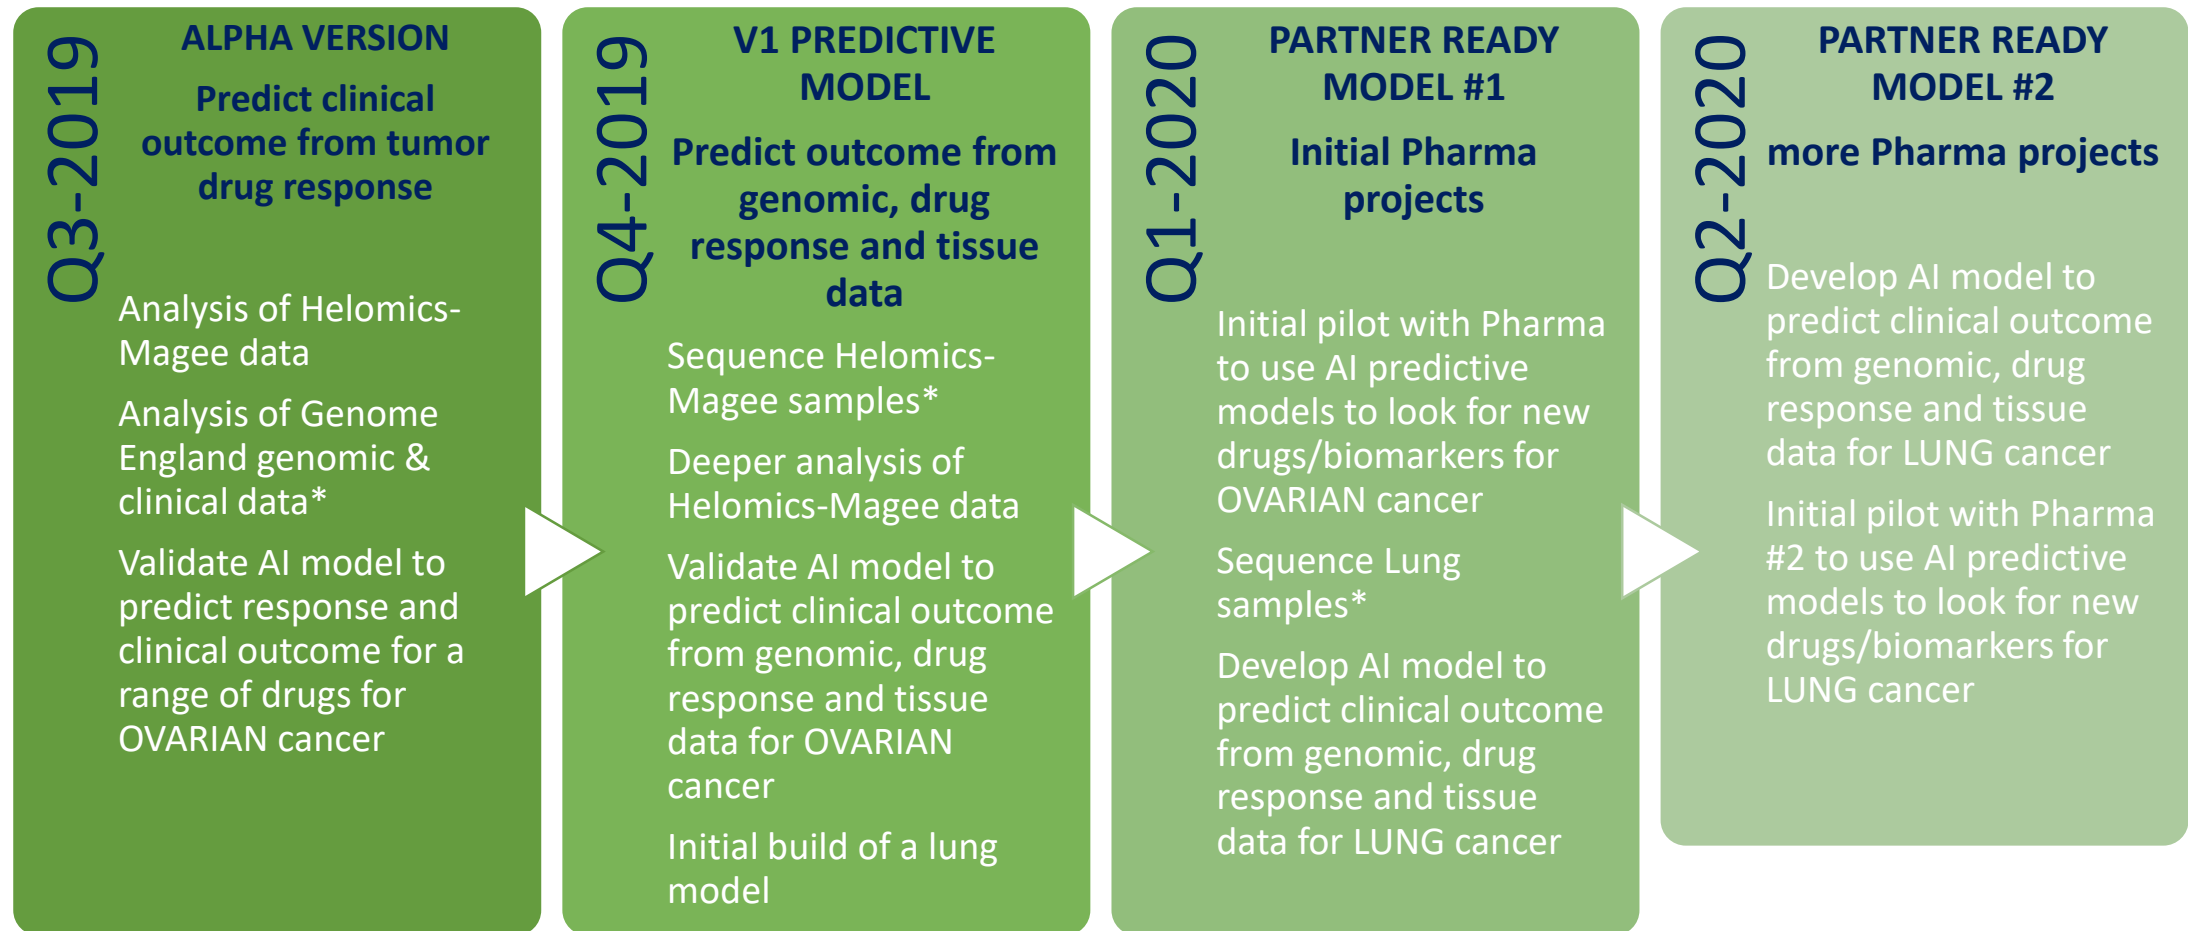 Q3-2019
ALPHA VERSION
Predict clinical
outcome from tumor
drug response
Analysis of Helomics-
Magee data
Analysis of Genome
England genomic &
clinical data*
Validate AI model to
predict response and
clinical outcome for a
range of drugs for
OVARIAN cancer
Q4-2019
V1 PREDICTIVE
MODEL
Predict outcome from
genomic, drug
response and tissue
data
Sequence Helomics-
Magee samples*
Deeper analysis of
Helomics-Magee data
Validate AI model to
predict clinical outcome
from genomic, drug
response and tissue
data for OVARIAN
cancer
Initial build of a lung
model
Q1-2020
PARTNER READY
MODEL #1
Initial Pharma
projects
Initial pilot with Pharma
to use AI predictive
models to look for new
drugs/biomarkers for
OVARIAN cancer
Sequence Lung
samples*
Develop AI model to
predict clinical outcome
from genomic, drug
response and tissue
data for LUNG cancer
Q2-2020
PARTNER READY
MODEL #2
more Pharma projects
Develop AI model to
predict clinical outcome
from genomic, drug
response and tissue
data for LUNG cancer
Initial pilot with Pharma
#2 to use AI predictive
models to look for new
drugs/biomarkers for
LUNG cancer